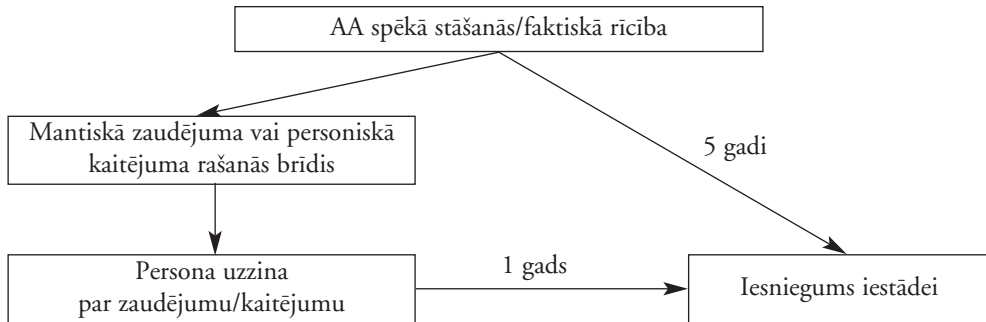 AA spēkā stāšanās/faktiskā rīcība
Mantiskā zaudējuma vai personiskā
kaitējuma rašanās brīdis
5 gadi
Persona uzzina
par zaudējumu/kaitējumu
1 gads
Iesniegums iestādei